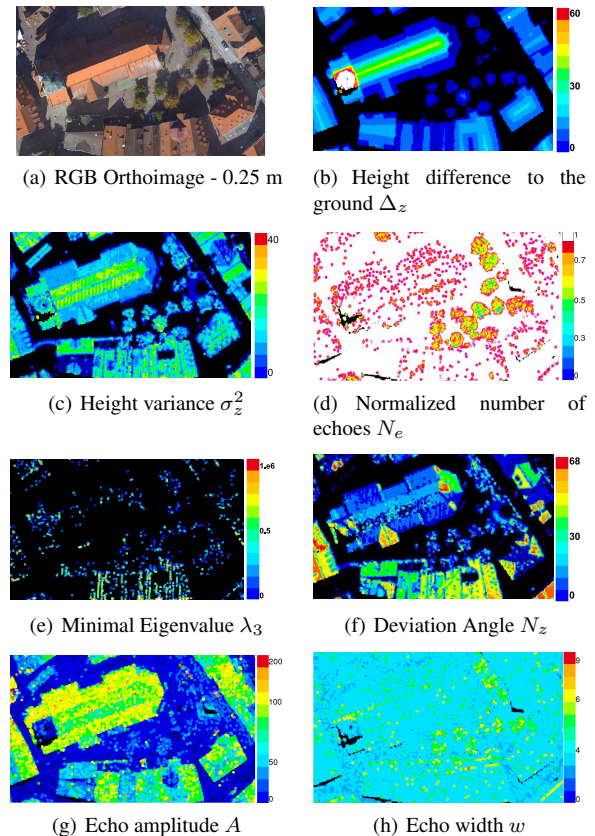 60
30
0
(a) RGB Orthoimage - 0.25 m
(b) Height difference to the
ground Δz
40
0
1
0.7
0.5
0.3
0
(c) Height variance σ²z
(d) Normalized number of
echoes Ne
1.e6
0.5
0
68
30
0
(e) Minimal Eigenvalue λ3
(f) Deviation Angle Nz
200
100
50
0
9
6
4
0
(g) Echo amplitude A
(h) Echo width w